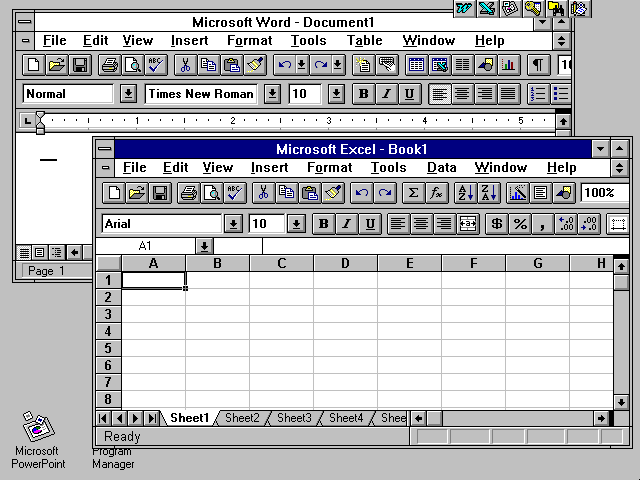 Microsoft Word - Document1
File Edit View Insert Format Tools Table Window Help
Normal Times New Roman 10 B I U
1 2 3 4 5
Page 1
Microsoft Excel - Book1
File Edit View Insert Format Tools Data Window Help
100%
Arial 10 B I U $ % ,
A1
A B C D E F G H
1
2
3
4
5
6
7
8
Sheet1 Sheet2 Sheet3 Sheet4 Shee
Ready
Microsoft
PowerPoint
Program
Manager